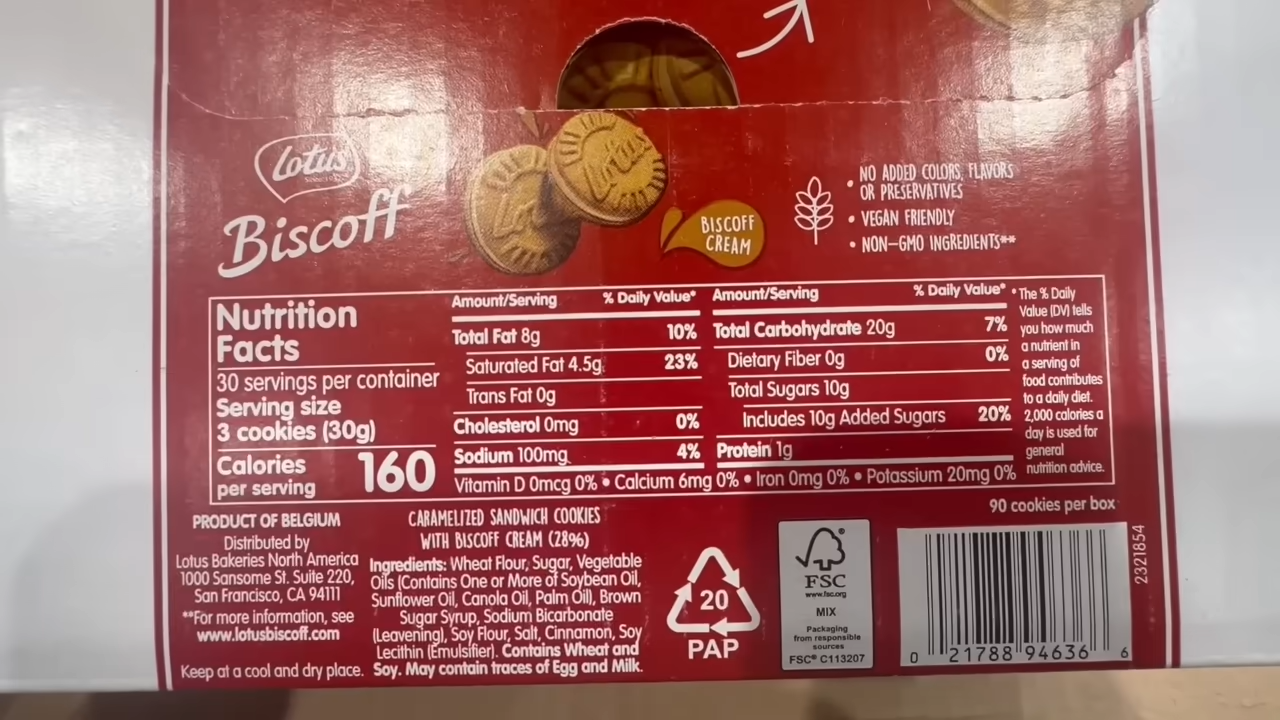 Lotus
Biscoff
Lotus
BISCOFF
CREAM
• NO ADDED COLORS, FLAVORS
OR PRESERVATIVES
• VEGAN FRIENDLY
• NON-GMO INGREDIENTS**
Nutrition
Facts
30 servings per container
Serving size
3 cookies (30g)
Calories
per serving
160
Amount/Serving % Daily Value*
Total Fat 8g 10%
Saturated Fat 4.5g 23%
Trans Fat 0g
Cholesterol 0mg 0%
Sodium 100mg 4%
Amount/Serving % Daily Value*
Total Carbohydrate 20g 7%
Dietary Fiber 0g 0%
Total Sugars 10g
Includes 10g Added Sugars 20%
Protein 1g
Vitamin D 0mcg 0% • Calcium 6mg 0% • Iron 0mg 0% • Potassium 20mg 0%
* The % Daily
Value (DV) tells
you how much
a nutrient in
a serving of
food contributes
to a daily diet.
2,000 calories a
day is used for
general
nutrition advice.
90 cookies per box
PRODUCT OF BELGIUM
Distributed by
Lotus Bakeries North America
1000 Sansome St. Suite 220,
San Francisco, CA 94111
**For more information, see
www.lotusbiscoff.com
Keep at a cool and dry place.
CARAMELIZED SANDWICH COOKIES
WITH BISCOFF CREAM (28%)
Ingredients: Wheat Flour, Sugar, Vegetable
Oils (Contains One or More of Soybean Oil,
Sunflower Oil, Canola Oil, Palm Oil), Brown
Sugar Syrup, Sodium Bicarbonate
(Leavening), Soy Flour, Salt, Cinnamon, Soy
Lecithin (Emulsifier). Contains Wheat and
Soy. May contain traces of Egg and Milk.
20
PAP
FSC
www.fsc.org
MIX
Packaging
from responsible
sources
FSC® C113207
0 21788 94636 6
2321854